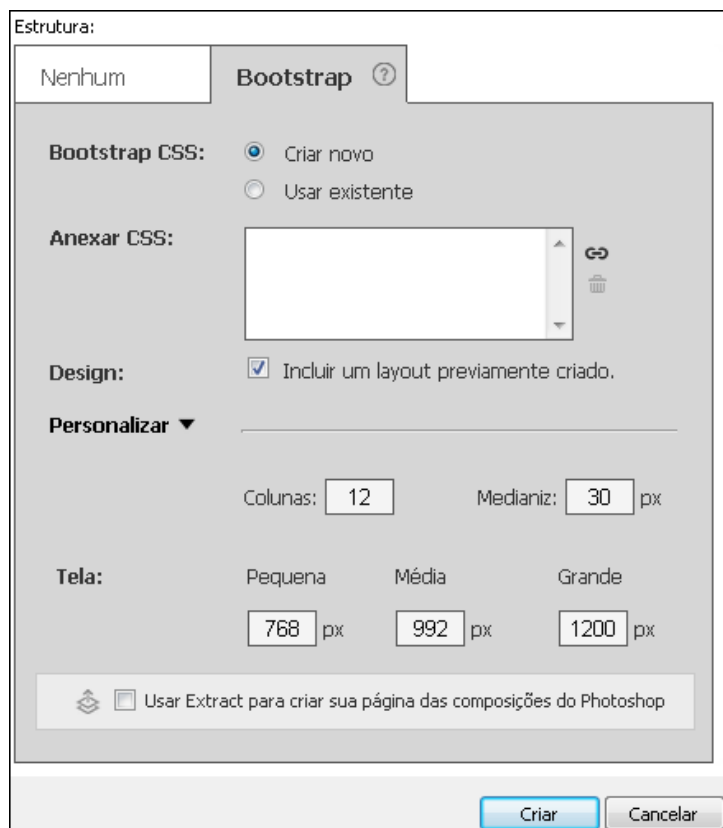 Estrutura:
Nenhum
Bootstrap ?
Bootstrap CSS: Criar novo
Usar existente
Anexar CSS:
Design: Incluir um layout previamente criado.
Personalizar
Colunas: 12 Medianiz: 30 px
Tela: Pequena Média Grande
768 px 992 px 1200 px
Usar Extract para criar sua página das composições do Photoshop
Criar Cancelar